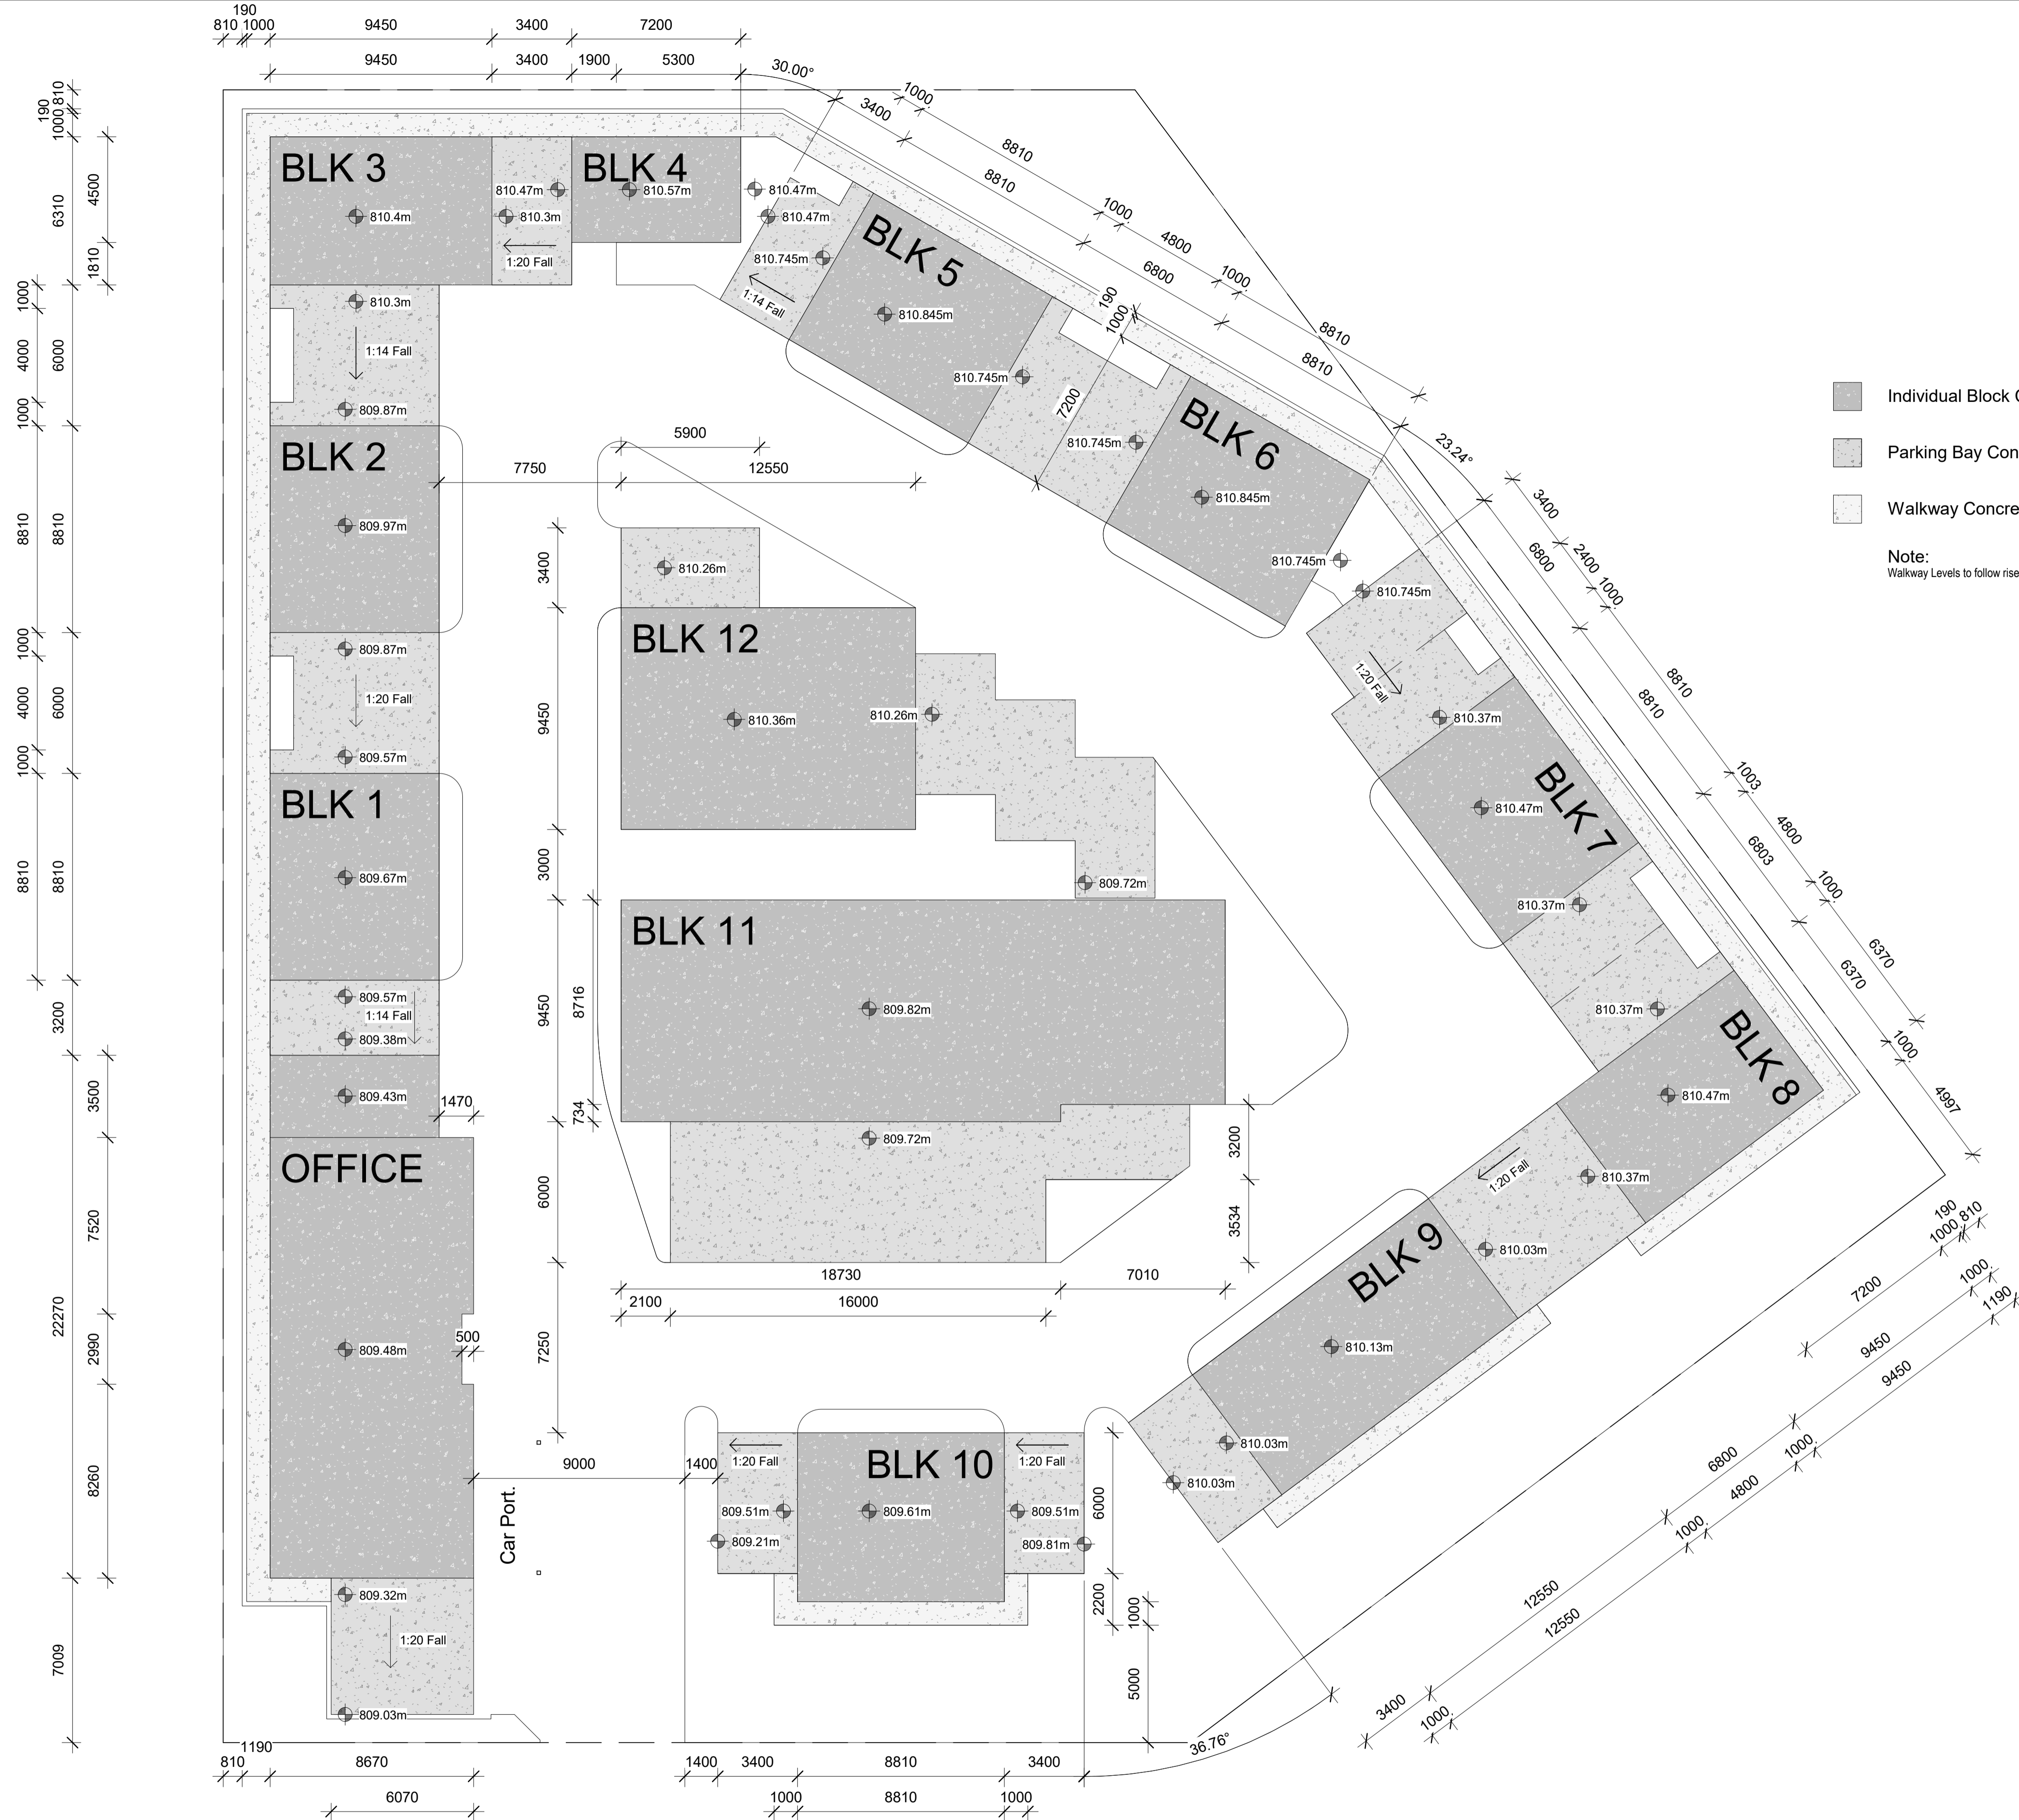 190
810 1000 9450 3400 7200
9450 3400 1900 5300
30.00°
3400
1000.
8810
8810
1000.
4800
6800
1000.
8810
8810
190
1000
7200
23.24°
3400
6800
2400
1000.
8810
8810
1003.
4800
6803
1000.
6370
6370
1000.
4997
190
1000 810
7200
1000.
1190
9450
9450
6800
1000.
4800
1000.
12550
12550
3400
1000.
36.76°
810
190
1000
4500
6310
1810
1000
4000
6000
1000
8810
8810
1000
4000
6000
1000
8810
8810
3200
3500
7520
22270
2990
8260
7009
BLK 3
810.4m
810.47m
810.3m
1:20 Fall
BLK 4
810.57m
810.47m
810.47m
810.745m
1:14 Fall
BLK 5
810.845m
810.745m
810.745m
BLK 6
810.845m
810.745m
810.745m
1:20 Fall
810.37m
BLK 7
810.47m
810.37m
810.37m
BLK 8
810.47m
810.37m
1:20 Fall
810.03m
BLK 9
810.13m
810.03m
810.03m
810.3m
1:14 Fall
809.87m
BLK 2
809.97m
809.87m
1:20 Fall
809.57m
BLK 1
809.67m
809.57m
1:14 Fall
809.38m
809.43m
1470
OFFICE
809.48m
500
809.32m
1:20 Fall
809.03m
Car Port.
5900
7750 12550
3400
9450
3000
9450
8716
734
6000
7250
810.26m
BLK 12
810.36m
810.26m
809.72m
BLK 11
809.82m
809.72m
3200
3534
18730 7010
2100 16000
9000 1400
1:20 Fall
BLK 10
1:20 Fall
809.51m
809.61m
809.51m
809.21m
809.81m
6000
2200
1000
5000
1190
810 8670
6070
1400 3400 8810 3400
1000 8810 1000
Individual Block
Parking Bay
Walkway
Note:
Walkway Levels to follow